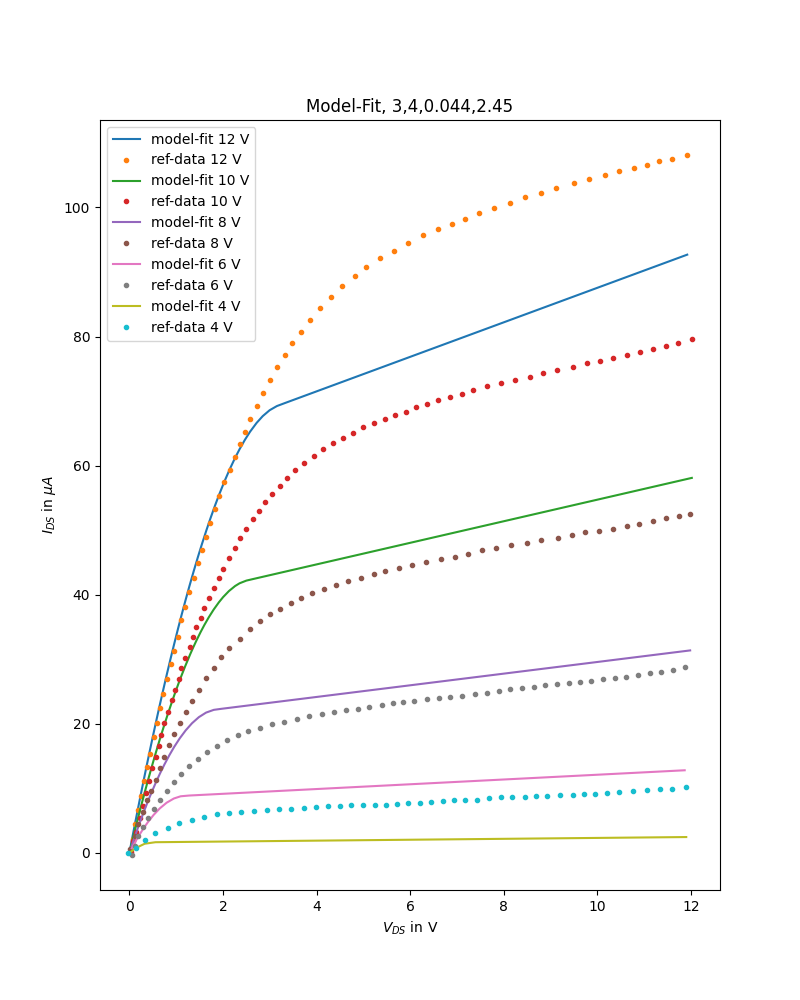 Model-Fit, 3,4,0.044,2.45
model-fit 12 V
ref-data 12 V
model-fit 10 V
ref-data 10 V
model-fit 8 V
ref-data 8 V
model-fit 6 V
ref-data 6 V
model-fit 4 V
ref-data 4 V
100
80
60
40
20
0
I_DS in μA
0 2 4 6 8 10 12
V_DS in V